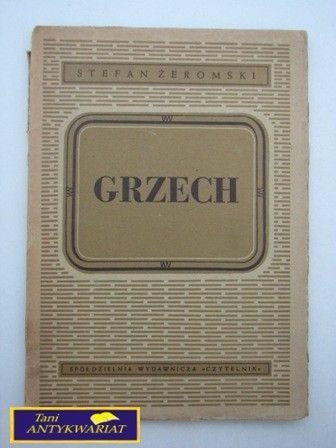 STEFAN ŻEROMSKI
GRZECH
SPÓŁDZIELNIA WYDAWNICZA «CZYTELNIK»
Tani
ANTYKWARIAT